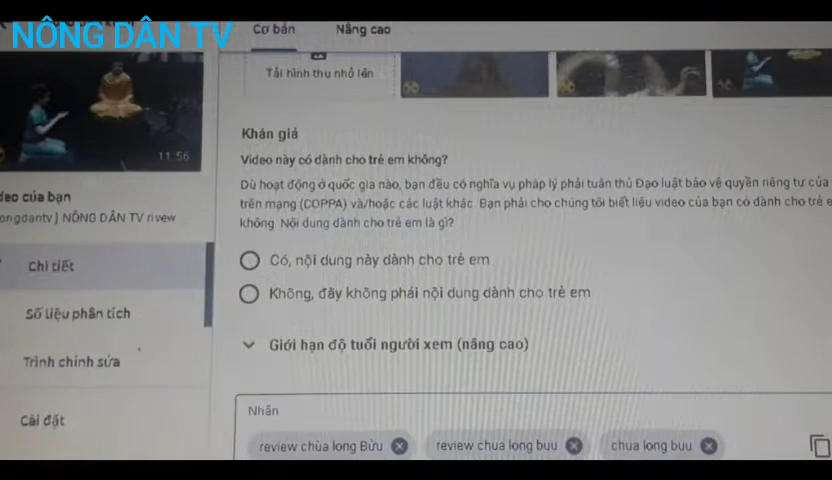 NÔNG DÂN TV
Cơ bản
Nâng cao
Tải hình thu nhỏ lên
11:56
Khán giả
Video này có dành cho trẻ em không?
Dù hoạt động ở quốc gia nào, bạn đều có nghĩa vụ pháp lý phải tuân thủ Đạo luật bảo vệ quyền riêng tư của
trên mạng (COPPA) và/hoặc các luật khác. Bạn phải cho chúng tôi biết liệu video của bạn có dành cho trẻ e
không. Nội dung dành cho trẻ em là gì?
Có, nội dung này dành cho trẻ em
Không, đây không phải nội dung dành cho trẻ em
Giới hạn độ tuổi người xem (nâng cao)
Nhãn
review chùa long Bửu
review chua long buu
chua long buu
deo của bạn
ongdantv ] NÔNG DÂN TV rivew
Chi tiết
Số liệu phân tích
Trình chỉnh sửa
Cài đặt